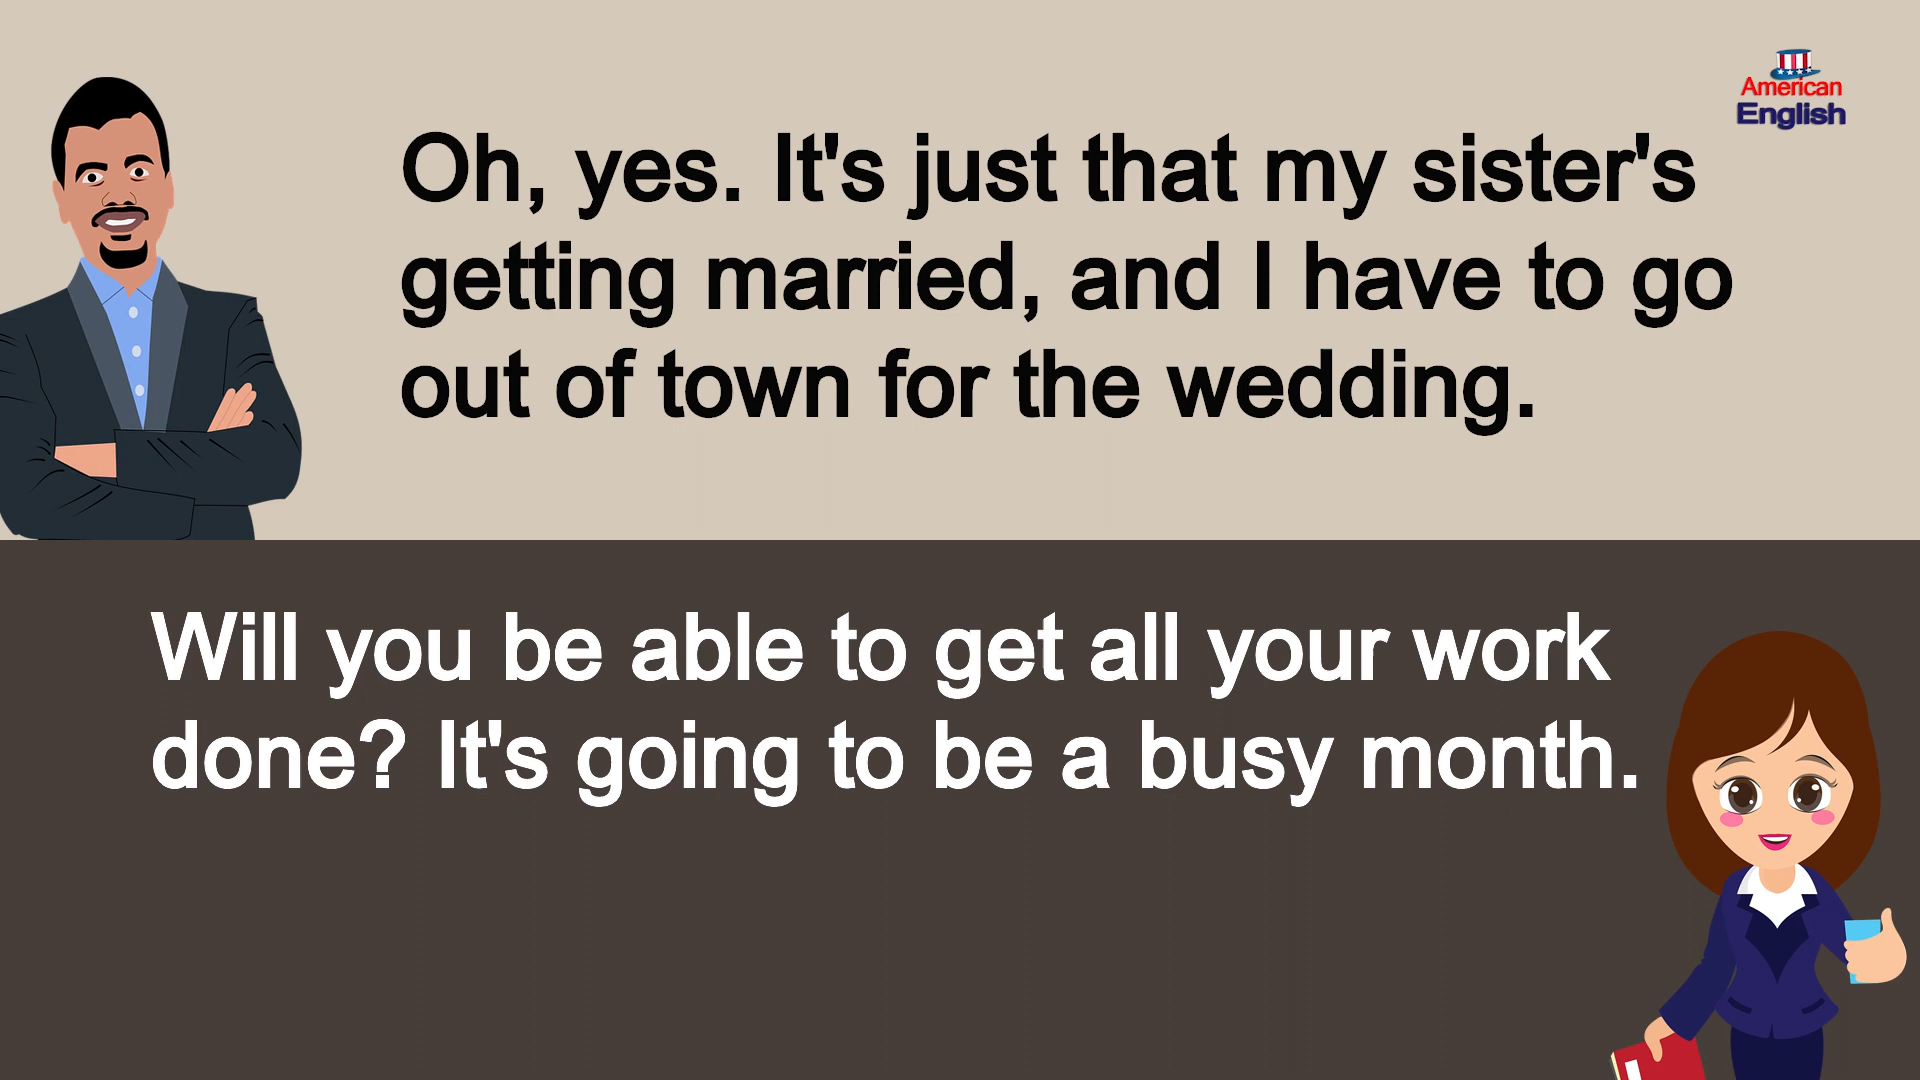 American
English
Oh, yes. It's just that my sister's
getting married, and I have to go
out of town for the wedding.
Will you be able to get all your work
done? It's going to be a busy month.